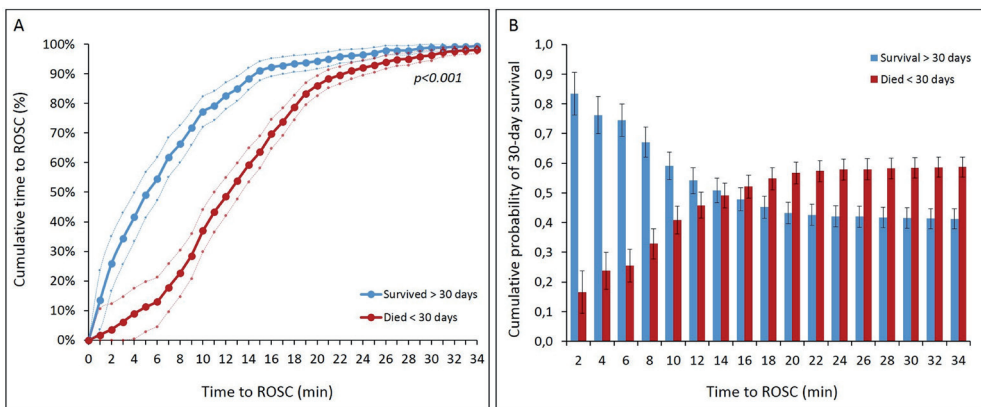 A
Cumulative time to ROSC (%)
100%
90%
80%
70%
60%
50%
40%
30%
20%
10%
0%
p<0.001
Survived > 30 days
Died < 30 days
0 2 4 6 8 10 12 14 16 18 20 22 24 26 28 30 32 34
Time to ROSC (min)
B
Cumulative probability of 30-day survival
1,0
0,9
0,8
0,7
0,6
0,5
0,4
0,3
0,2
0,1
0,0
Survival > 30 days
Died < 30 days
2 4 6 8 10 12 14 16 18 20 22 24 26 28 30 32 34
Time to ROSC (min)